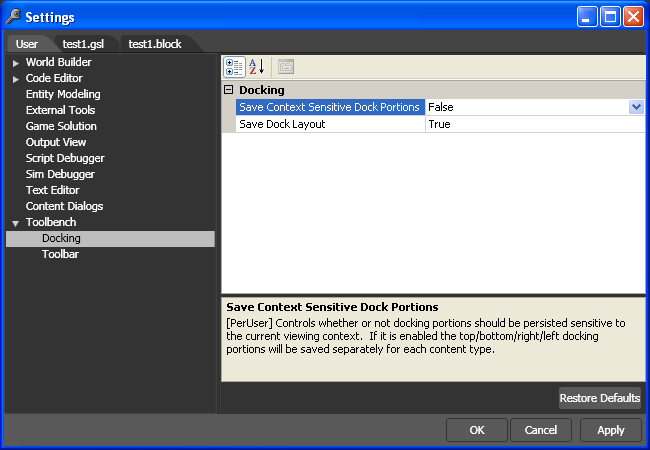 Settings
User test1.gsl test1.block
World Builder
Code Editor
Entity Modeling
External Tools
Game Solution
Output View
Script Debugger
Sim Debugger
Text Editor
Content Dialogs
Toolbench
Docking
Toolbar
A
Z
Docking
Save Context Sensitive Dock Portions False
Save Dock Layout True
Save Context Sensitive Dock Portions
[PerUser] Controls whether or not docking portions should be persisted sensitive to
the current viewing context.  If it is enabled the top/bottom/right/left docking
portions will be saved separately for each content type.
Restore Defaults
OK Cancel Apply